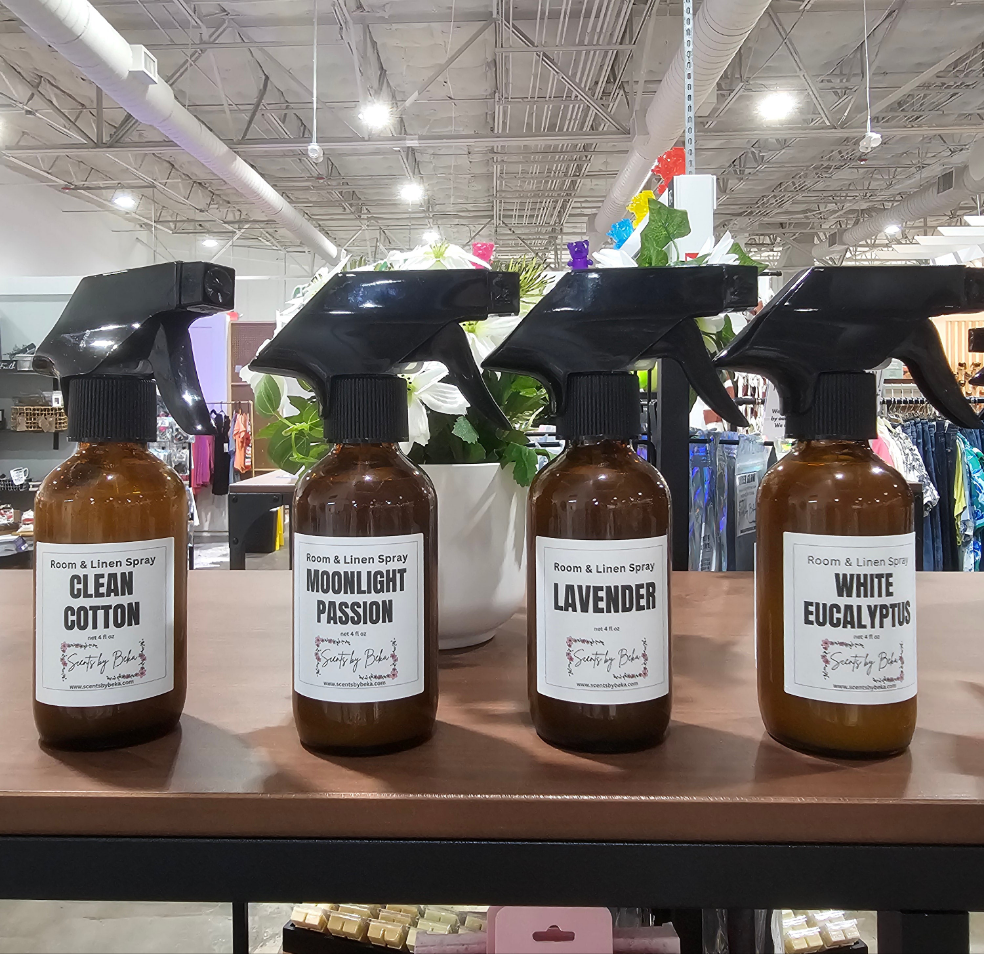 Room & Linen Spray
CLEAN
COTTON
net 4 fl oz
Scents by Beka
www.scentsbybeka.com
Room & Linen Spray
MOONLIGHT
PASSION
net 4 fl oz
Scents by Beka
www.scentsbybeka.com
Room & Linen Spray
LAVENDER
net 4 fl oz
Scents by Beka
www.scentsbybeka.com
Room & Linen Spray
WHITE
EUCALYPTUS
net 4 fl oz
Scents by Beka
www.scentsbybeka.com